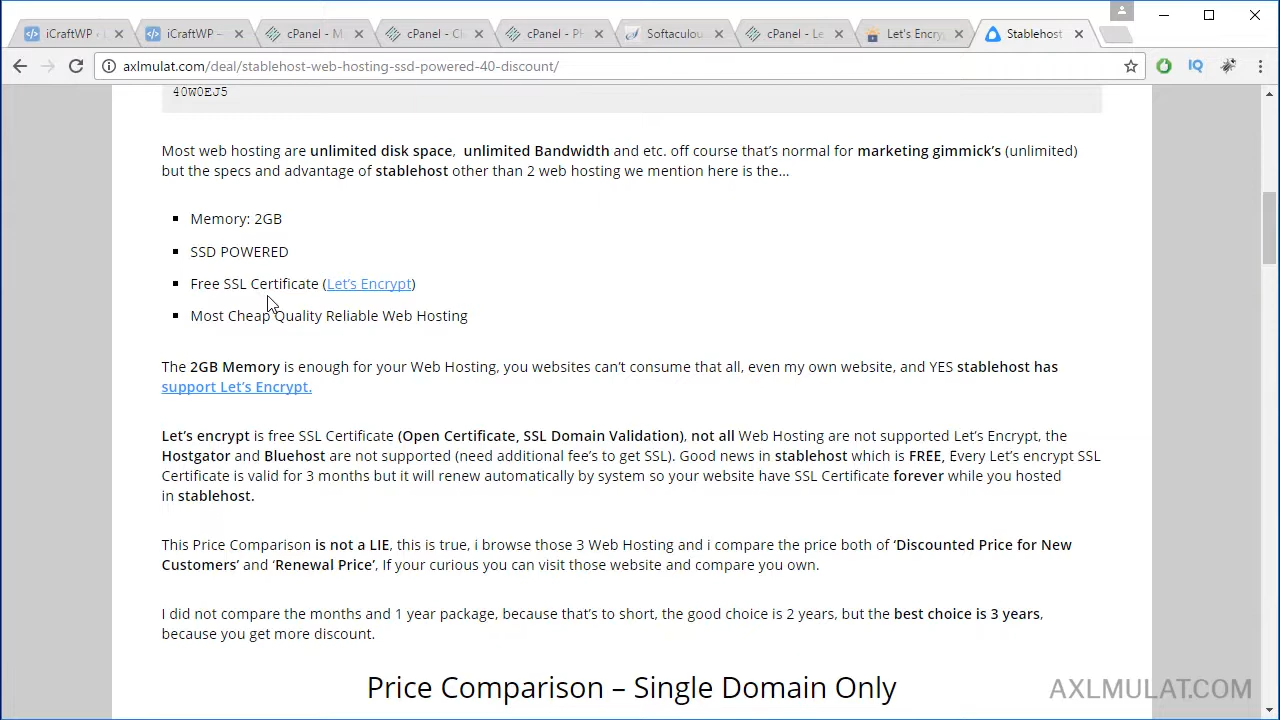 iCraftWP - L
iCraftWP –
cPanel - M
cPanel - Cl
cPanel - PH
Softaculou
cPanel - Le
Let's Encry
Stablehost
axlmulat.com/deal/stablehost-web-hosting-ssd-powered-40-discount/
IQ
40W0EJ5
Most web hosting are unlimited disk space,  unlimited Bandwidth and etc. off course that's normal for marketing gimmick's (unlimited)
but the specs and advantage of stablehost other than 2 web hosting we mention here is the…
Memory: 2GB
SSD POWERED
Free SSL Certificate (Let's Encrypt)
Most Cheap Quality Reliable Web Hosting
The 2GB Memory is enough for your Web Hosting, you websites can't consume that all, even my own website, and YES stablehost has
support Let's Encrypt.
Let's encrypt is free SSL Certificate (Open Certificate, SSL Domain Validation), not all Web Hosting are not supported Let's Encrypt, the
Hostgator and Bluehost are not supported (need additional fee's to get SSL). Good news in stablehost which is FREE, Every Let's encrypt SSL
Certificate is valid for 3 months but it will renew automatically by system so your website have SSL Certificate forever while you hosted
in stablehost.
This Price Comparison is not a LIE, this is true, i browse those 3 Web Hosting and i compare the price both of 'Discounted Price for New
Customers' and 'Renewal Price', If your curious you can visit those website and compare you own.
I did not compare the months and 1 year package, because that's to short, the good choice is 2 years, but the best choice is 3 years,
because you get more discount.
Price Comparison – Single Domain Only
AXLMULAT.COM